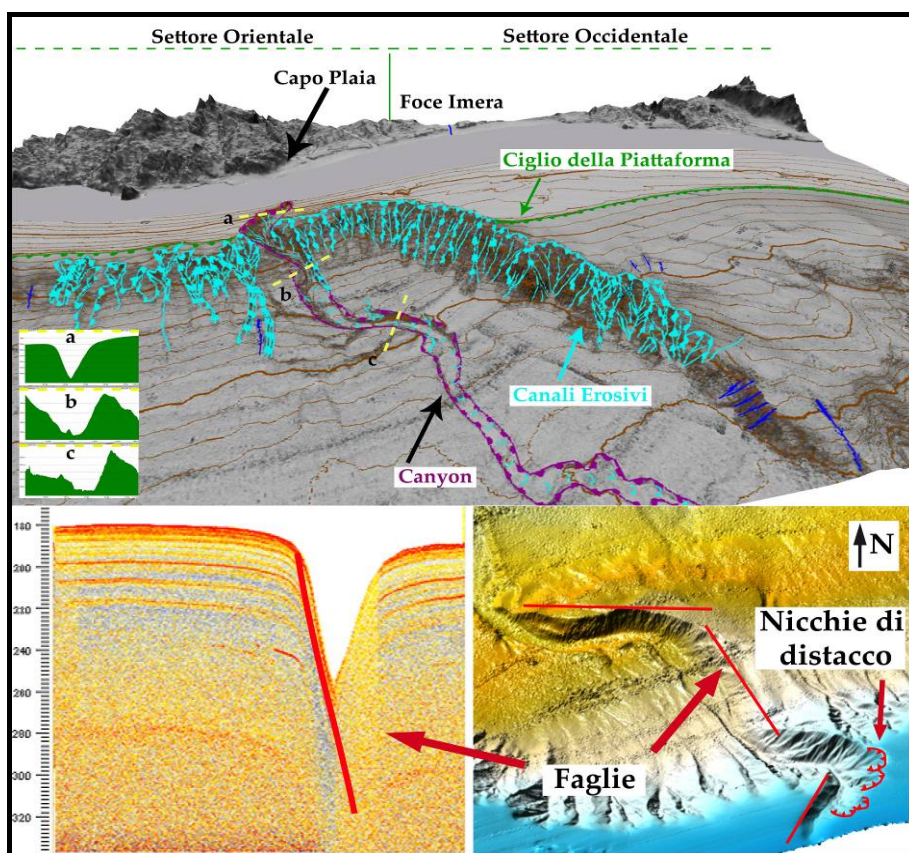 Settore Orientale
Settore Occidentale
Capo Plaia
Foce Imera
Ciglio della Piattaforma
a
b
c
a
b
c
Canali Erosivi
Canyon
180
200
220
240
260
280
300
320
N
Nicchie di
distacco
Faglie